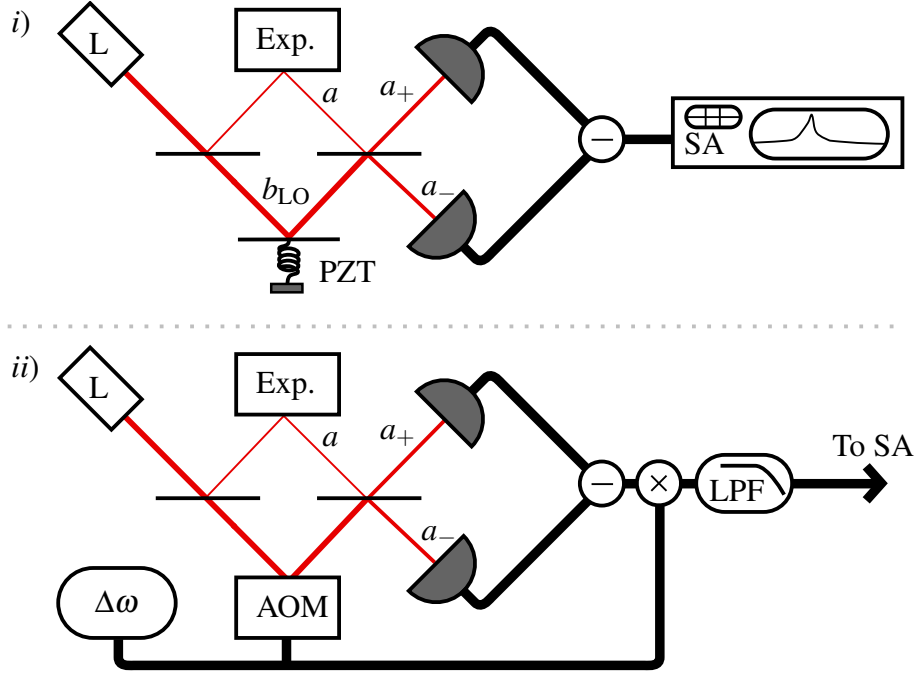 i)
L
Exp.
a
a₊
−
SA
b_LO
a₋
PZT
ii)
L
Exp.
a
a₊
−
×
LPF
To SA
a₋
Δω
AOM